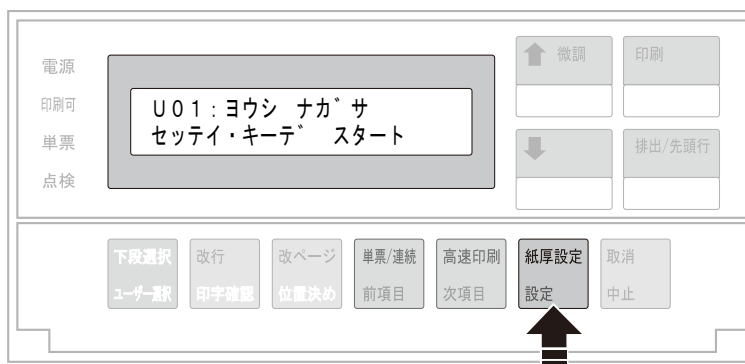 電源
印刷可
単票
点検
U01:ヨウシ ナガ゛サ
セッテイ・キーデ゛ スタート
微調
印刷
排出/先頭行
下段選択
ユーザー選択
改行
印字確認
改ページ
位置決め
単票/連続
前項目
高速印刷
次項目
紙厚設定
設定
取消
中止